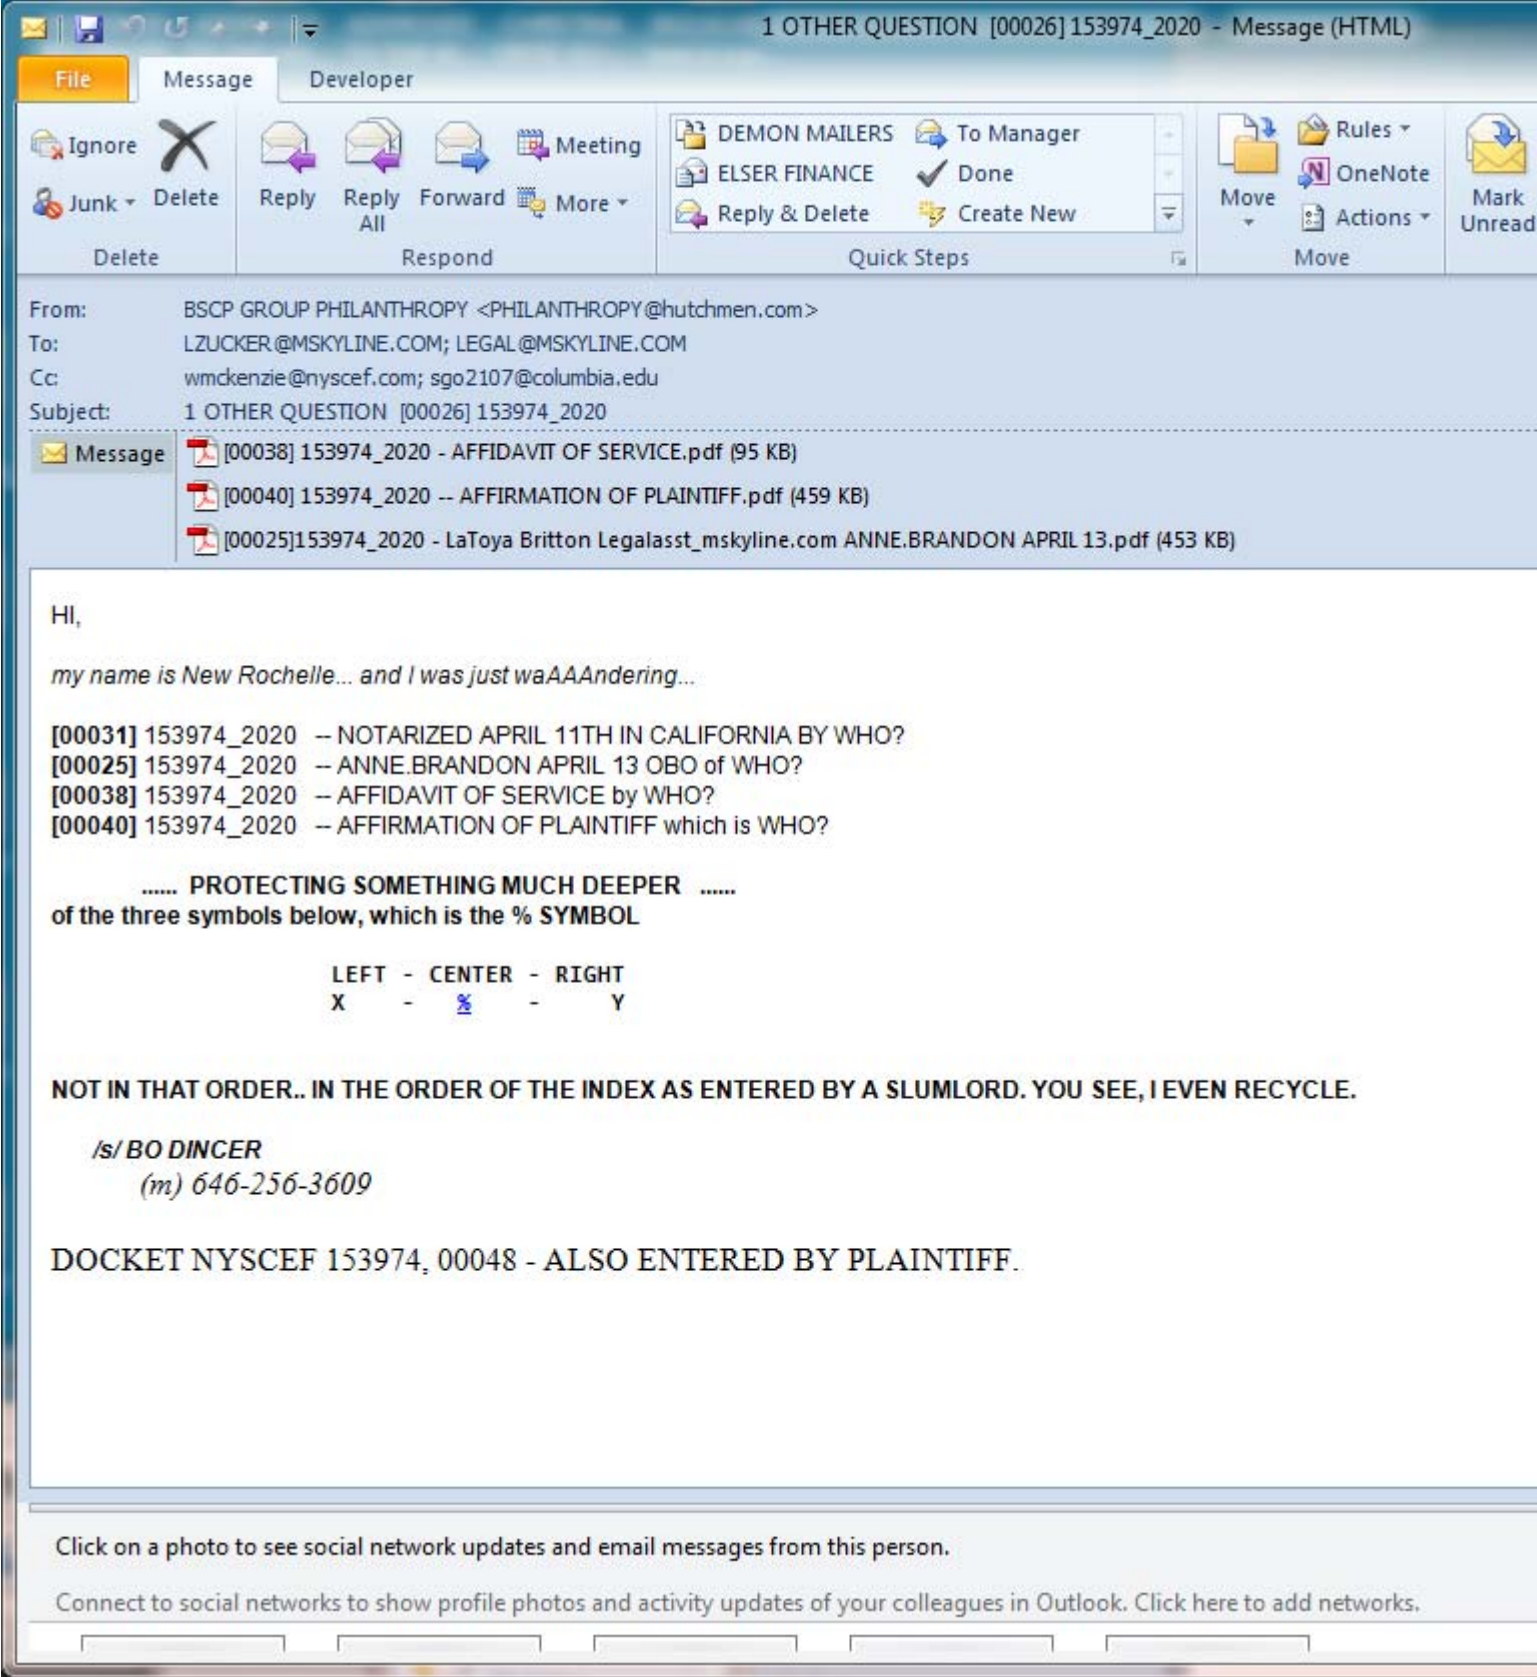 1 OTHER QUESTION [00026] 153974_2020 - Message (HTML)
File Message Developer
Ignore
Junk
Delete
Delete
Reply
Reply All
Forward
Meeting
More
Respond
DEMON MAILERS To Manager
ELSER FINANCE Done
Reply & Delete Create New
Quick Steps
Move
Rules
OneNote
Actions
Move
Mark Unread
From: BSCP GROUP PHILANTHROPY <PHILANTHROPY@hutchmen.com>
To: LZUCKER@MSKYLINE.COM; LEGAL@MSKYLINE.COM
Cc: wmckenzie@nyscef.com; sgo2107@columbia.edu
Subject: 1 OTHER QUESTION [00026] 153974_2020
Message
[00038] 153974_2020 - AFFIDAVIT OF SERVICE.pdf (95 KB)
[00040] 153974_2020 -- AFFIRMATION OF PLAINTIFF.pdf (459 KB)
[00025]153974_2020 - LaToya Britton Legalasst_mskyline.com ANNE.BRANDON APRIL 13.pdf (453 KB)
HI,
my name is New Rochelle... and I was just waAAAndering...
[00031] 153974_2020 -- NOTARIZED APRIL 11TH IN CALIFORNIA BY WHO?
[00025] 153974_2020 -- ANNE.BRANDON APRIL 13 OBO of WHO?
[00038] 153974_2020 -- AFFIDAVIT OF SERVICE by WHO?
[00040] 153974_2020 -- AFFIRMATION OF PLAINTIFF which is WHO?
...... PROTECTING SOMETHING MUCH DEEPER ......
of the three symbols below, which is the % SYMBOL
LEFT - CENTER - RIGHT
X - % - Y
NOT IN THAT ORDER.. IN THE ORDER OF THE INDEX AS ENTERED BY A SLUMLORD. YOU SEE, I EVEN RECYCLE.
/s/ BO DINCER
(m) 646-256-3609
DOCKET NYSCEF 153974, 00048 - ALSO ENTERED BY PLAINTIFF.
Click on a photo to see social network updates and email messages from this person.
Connect to social networks to show profile photos and activity updates of your colleagues in Outlook. Click here to add networks.